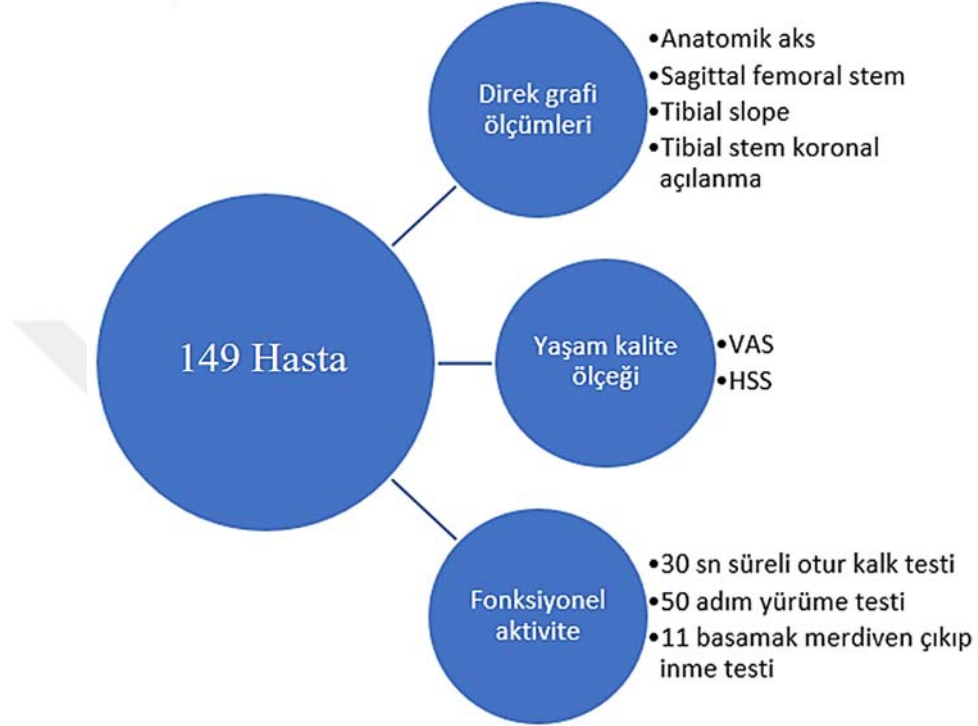 149 Hasta
Direk grafi
ölçümleri
•Anatomik aks
•Sagittal femoral stem
•Tibial slope
•Tibial stem koronal
açılanma
Yaşam kalite
ölçeği
•VAS
•HSS
Fonksiyonel
aktivite
•30 sn süreli otur kalk testi
•50 adım yürüme testi
•11 basamak merdiven çıkıp
inme testi